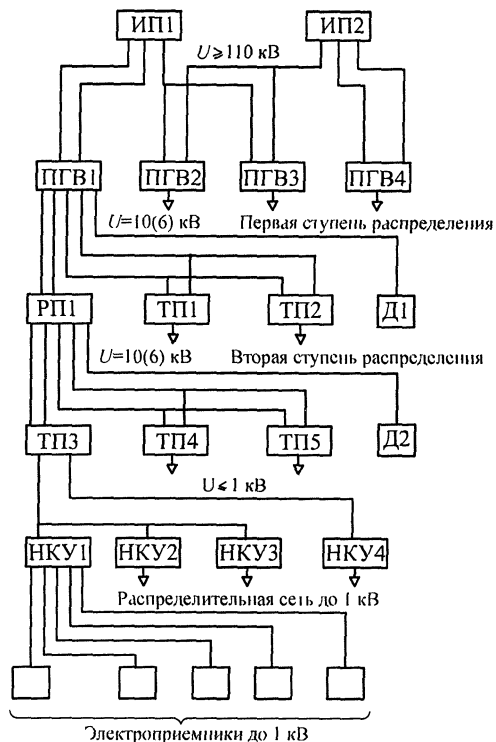 ИП1 ИП2
U⩾110 кВ
ПГВ1 ПГВ2 ПГВ3 ПГВ4
U=10(6) кВ Первая ступень распределения
РП1 ТП1 ТП2 Д1
U=10(6) кВ Вторая ступень распределения
ТП3 ТП4 ТП5 Д2
U⩽1 кВ
НКУ1 НКУ2 НКУ3 НКУ4
Распределительная сеть до 1 кВ
Электроприемники до 1 кВ